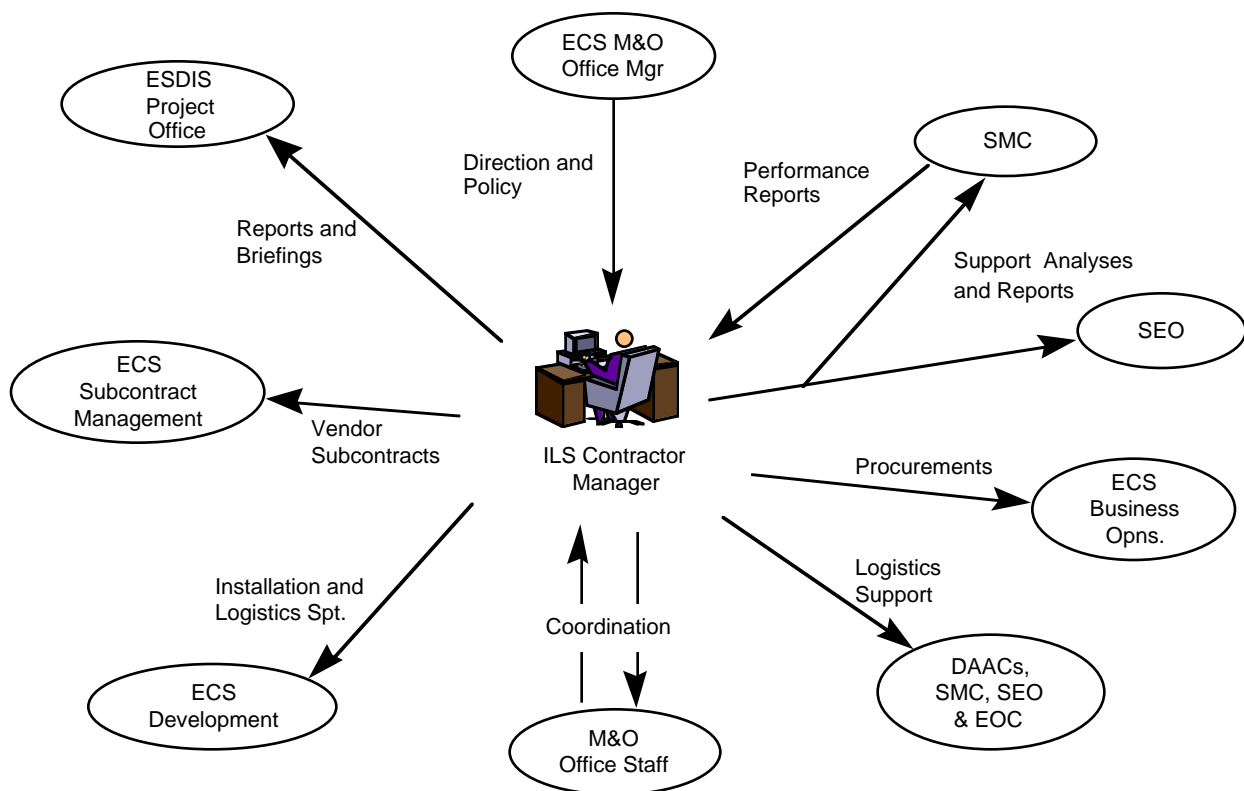 ECS M&O
Office Mgr
ESDIS
Project
Office
SMC
Direction and
Policy
Performance
Reports
Reports and
Briefings
Support Analyses
and Reports
SEO
ECS
Subcontract
Management
Vendor
Subcontracts
ILS Contractor
Manager
Procurements
ECS
Business
Opns.
Installation and
Logistics Spt.
Logistics
Support
Coordination
ECS
Development
DAACs,
SMC, SEO
& EOC
M&O
Office Staff